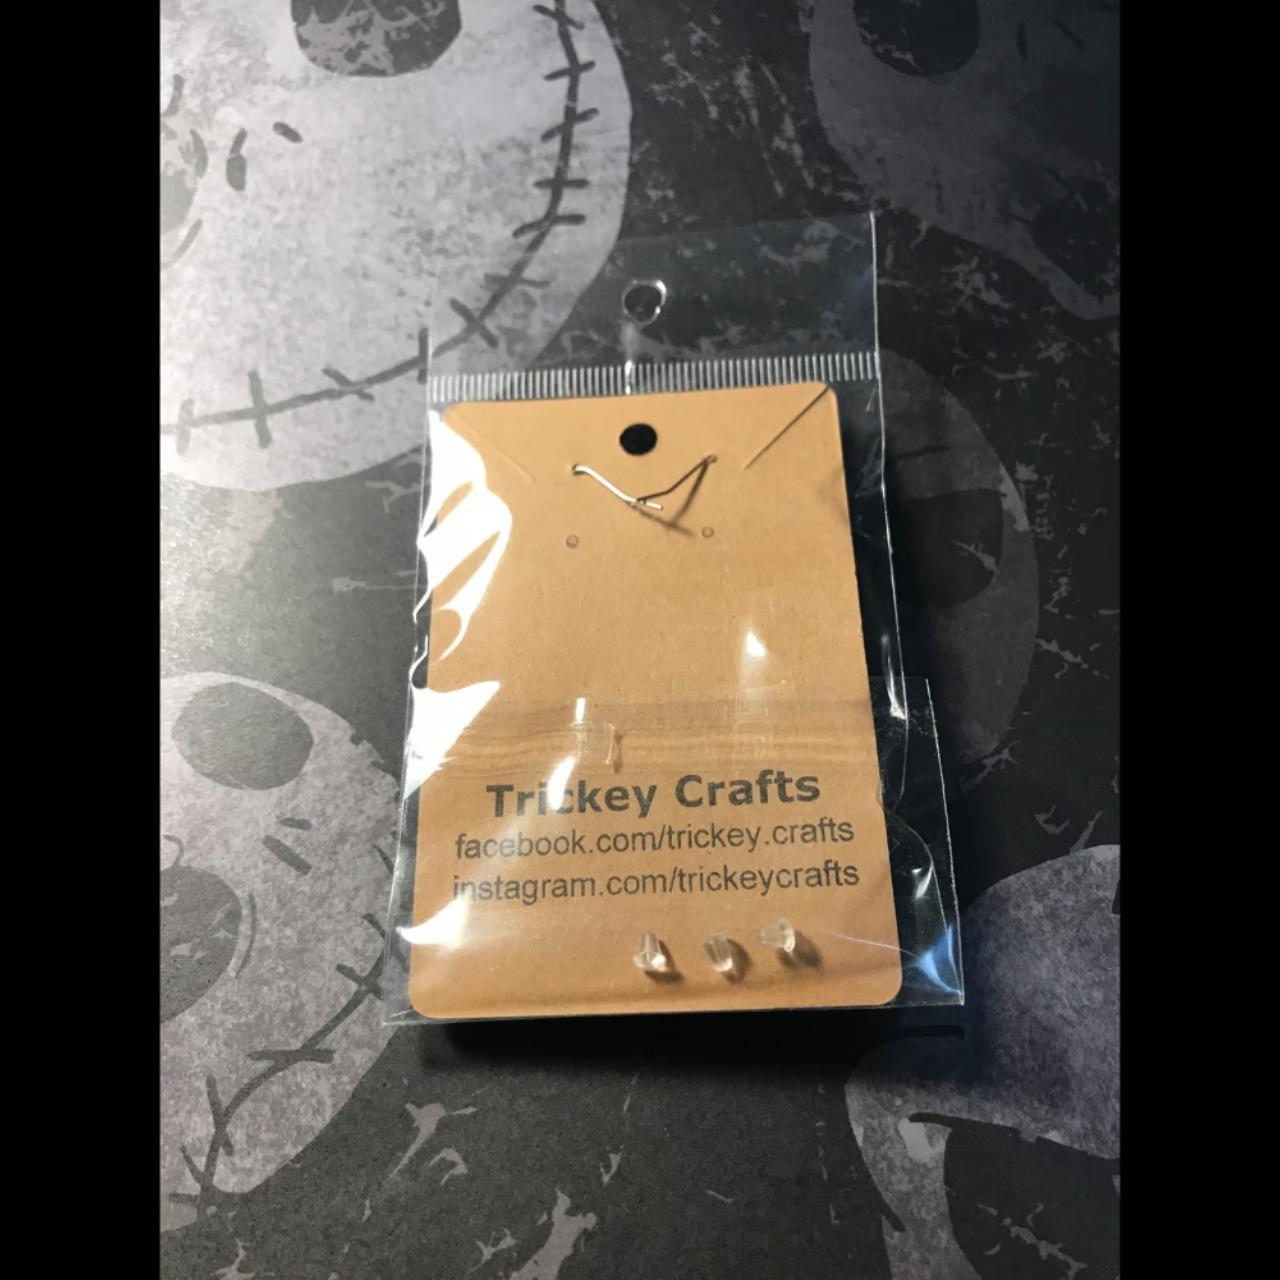 Trickey Crafts
facebook.com/trickey.crafts
instagram.com/trickeycrafts